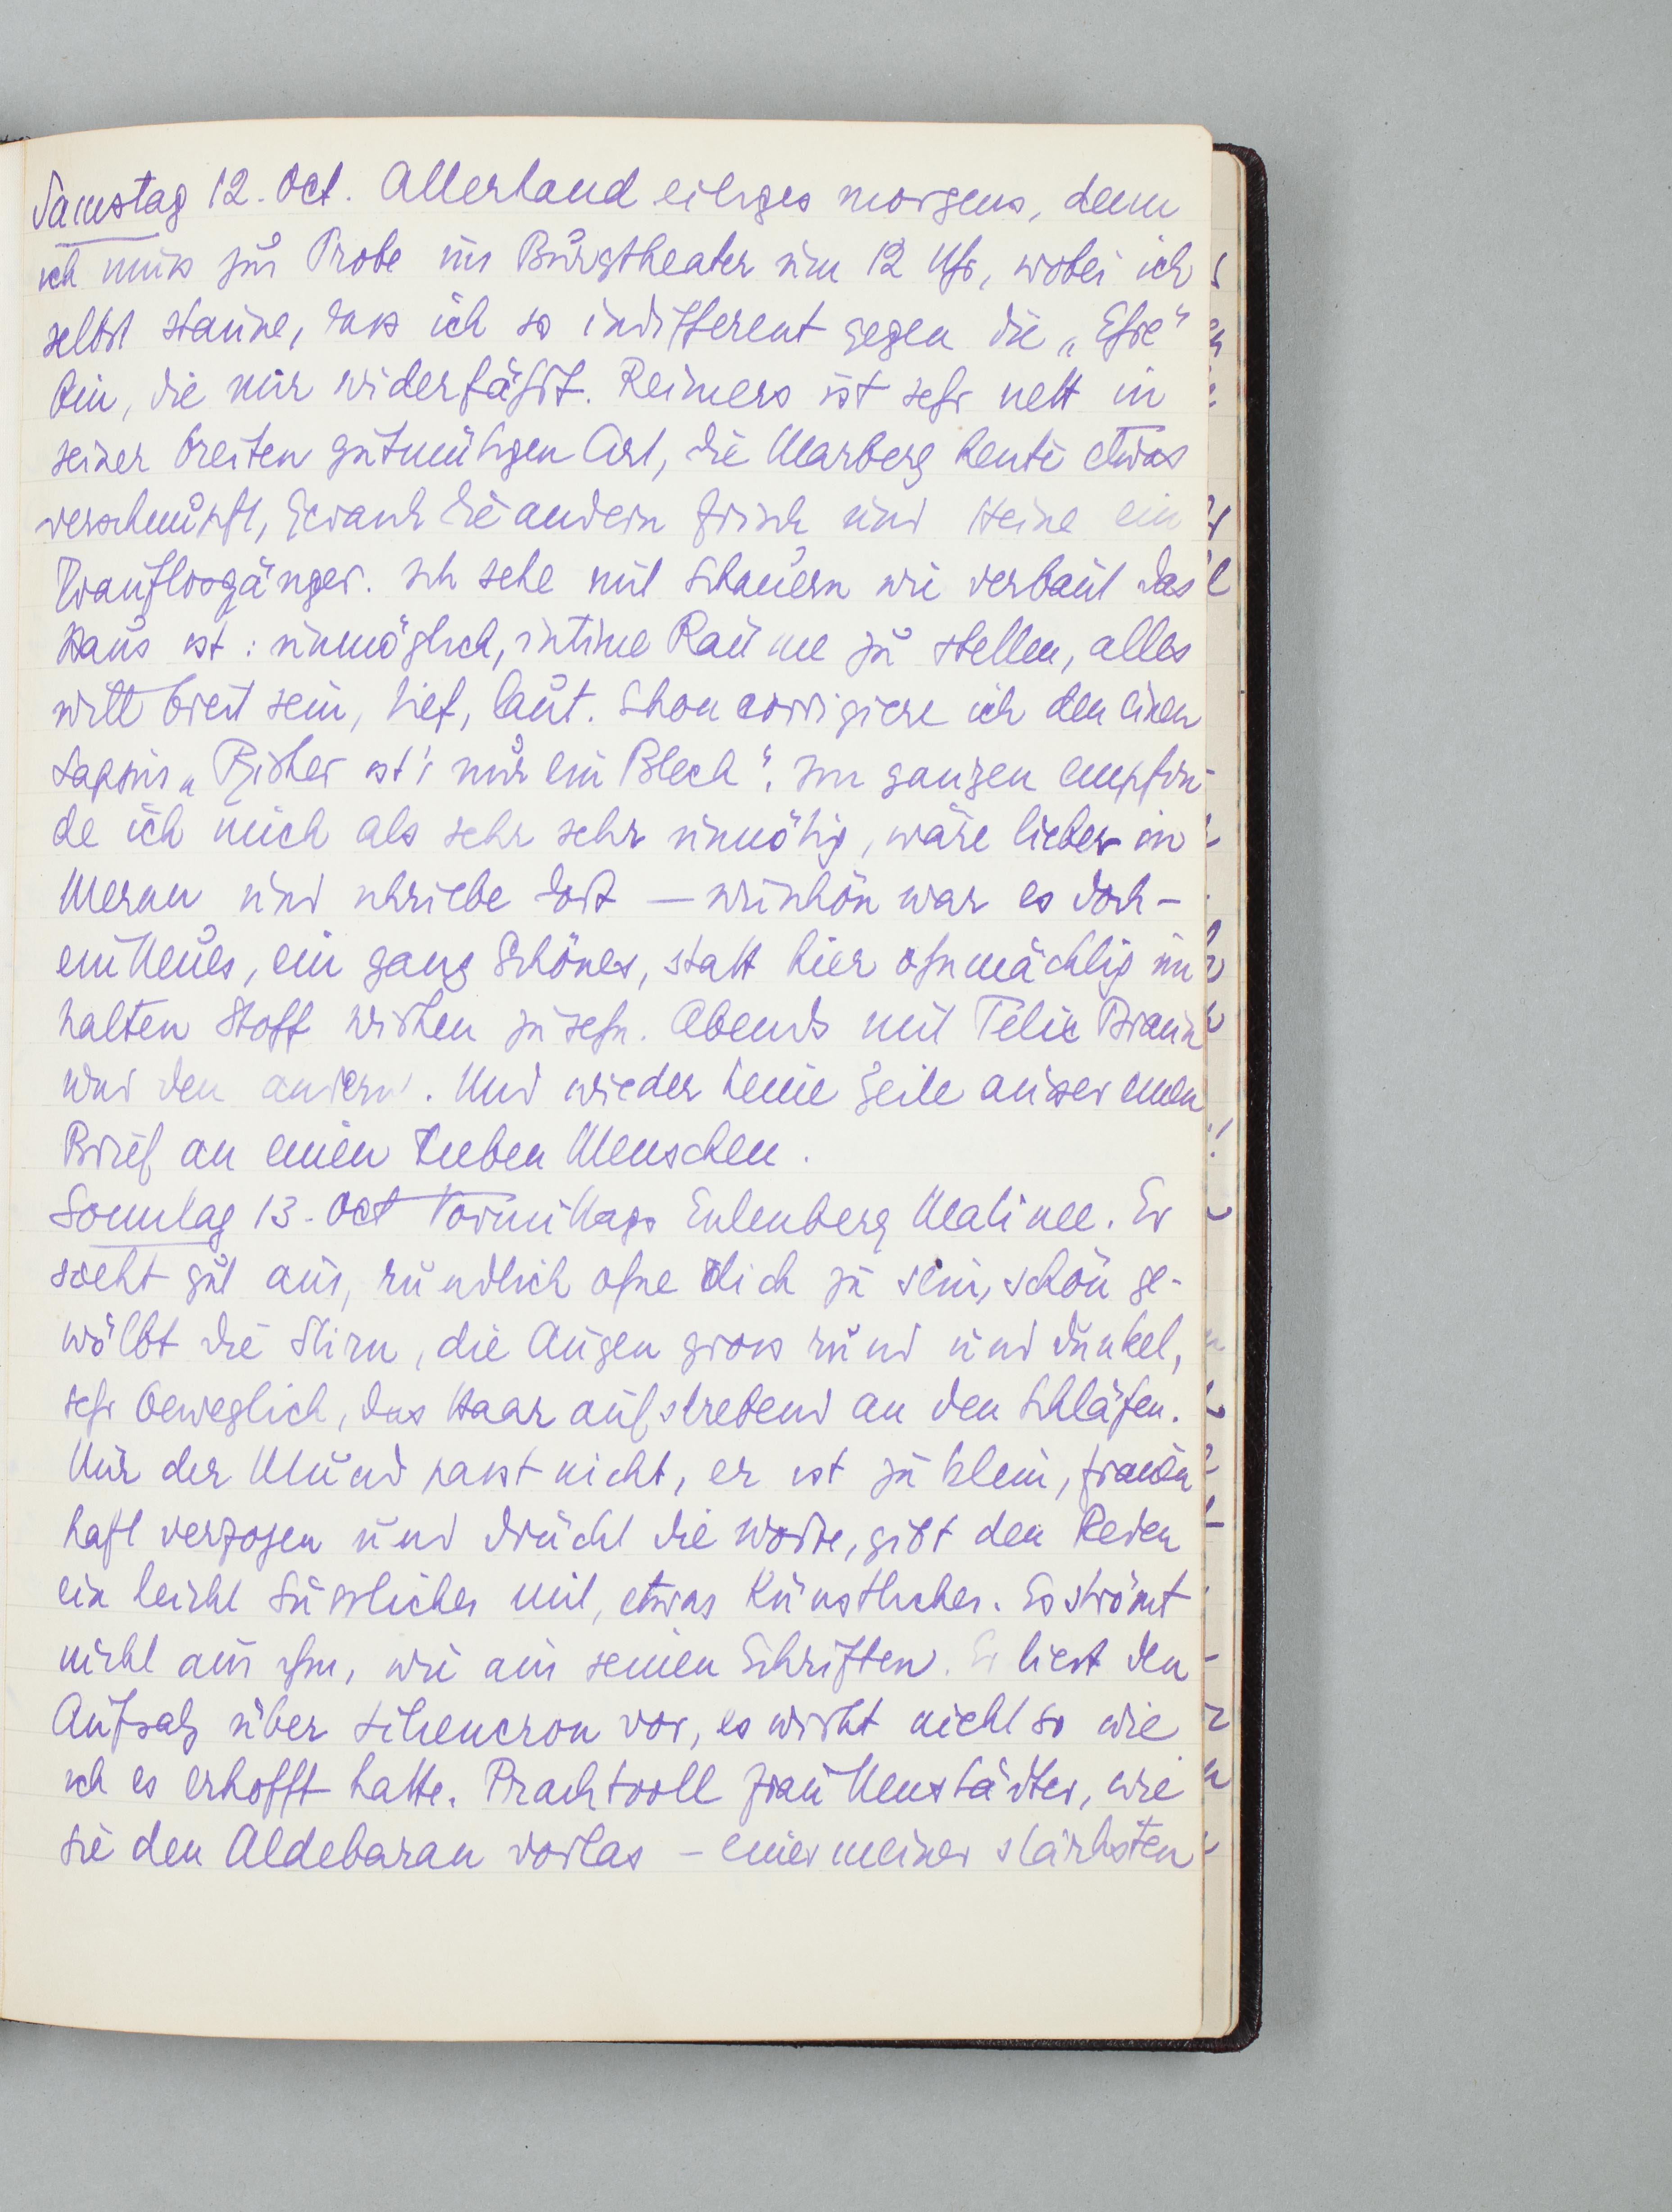 Samstag 12. Oct. Allerhand eiliges morgens, denn
ich muss zur Probe ins Burgtheater um 12 Uhr, wobei ich
selbst staune, dass ich so indifferent gegen die „Ehre"
bin, die mir widerfährt. Reimers ist sehr nett in
seiner breiten gutmütigen Art, die Marberg heute etwas
verschnupft, die andern frisch und Heine ein
Drauflosgänger. Ich sehe mit Schauern wie verbaut das
Haus ist: unmöglich, intime Räume zu stellen, alles
will breit sein, tief, laut. Schon corrigiere ich den einen
Lapsus „Bisher ist's nur ein Blech". Im ganzen empfin-
de ich mich als sehr sehr unnötig, wäre lieber in
Meran und schriebe dort – wie schön war es doch –
ein Neues, ein ganz Schönes, statt hier ohnmächtig im
kalten Stoff wirken zu sehn. Abends mit Felix Braun
und den andern. Und wieder keine Zeile ausser einen
Brief an einen lieben Menschen.
Sonntag 13. Oct Vormittags Eulenberg Matinee. Er
sieht gut aus, rundlich ohne dick zu sein, schön ge-
wölbt die Stirn, die Augen gross rund und dunkel,
sehr beweglich, das Haar aufstrebend an den Schläfen.
Nur der Mund passt nicht, er ist zu klein, frauen
haft verzogen und drückt die Worte, gibt den Reden
ein leicht Süssliches mit, etwas Künstliches. Es strömt
nicht aus ihm, wie aus seinen Schriften. Er liest den
Aufsatz über Liliencron vor, es wirkt nicht so wie
ich es erhofft hatte. Prachtvoll Frau Neustädter, wie
sie den Aldebaran vorlas – einer meiner stärksten